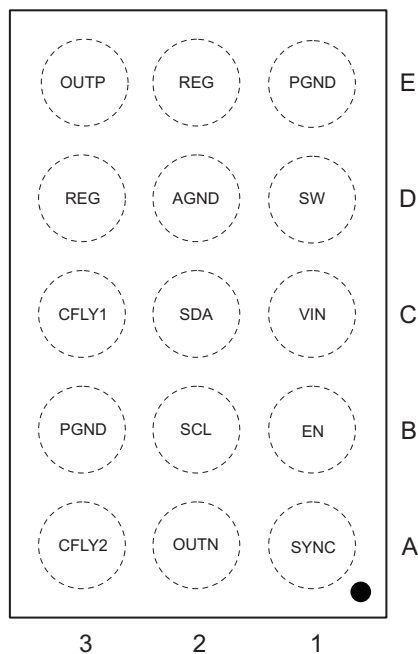 OUTP REG PGND E
REG AGND SW D
CFLY1 SDA VIN C
PGND SCL EN B
CFLY2 OUTN SYNC A
3 2 1